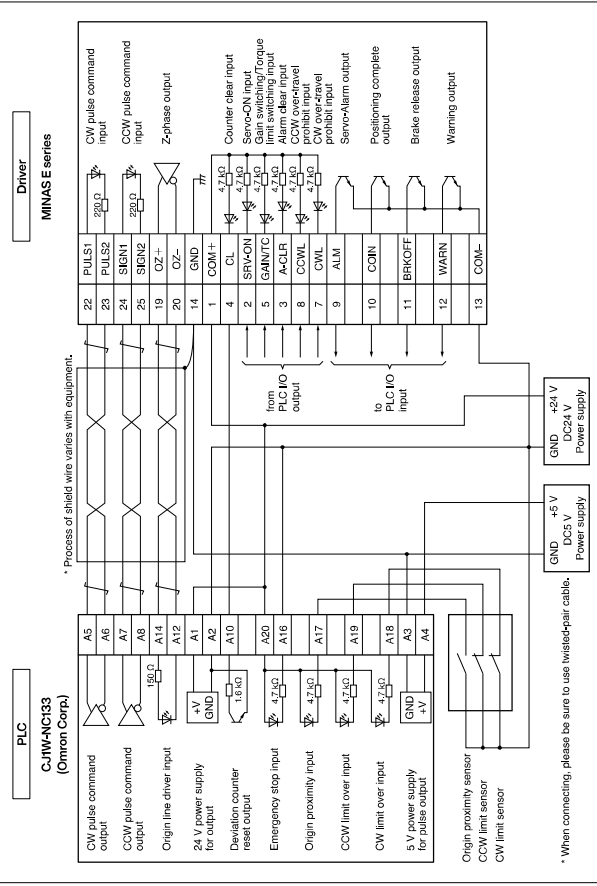 PLC
CJ1W-NC133
(Omron Corp.)
Driver
MINAS E series
CW pulse command
output
CCW pulse command
output
Origin line driver input
24 V power supply
for output
Deviation counter
reset output
Emergency stop input
Origin proximity input
CCW limit over input
CW limit over input
5 V power supply
for pulse output
150 Ω
+V
GND
1.6 kΩ
4.7 kΩ
4.7 kΩ
4.7 kΩ
4.7 kΩ
GND
+V
A5
A6
A7
A8
A14
A12
A1
A2
A10
A20
A16
A17
A19
A18
A3
A4
* Process of shield wire varies with equipment.
from
PLC I/O
output
to
PLC I/O
input
22 PULS1
23 PULS2
24 SIGN1
25 SIGN2
19 OZ+
20 OZ−
14 GND
1 COM+
4 CL
2 SRV-ON
5 GAIN/TC
3 A-CLR
8 CCWL
7 CWL
9 ALM
10 COIN
11 BRKOFF
12 WARN
13 COM−
220 Ω
220 Ω
4.7 kΩ
4.7 kΩ
4.7 kΩ
4.7 kΩ
4.7 kΩ
4.7 kΩ
CW pulse command
input
CCW pulse command
input
Z-phase output
Counter clear input
Servo-ON input
Gain switching/Torque
limit switching input
Alarm clear input
CCW over-travel
prohibit input
CW over-travel
prohibit input
Servo-Alarm output
Positioning complete
output
Brake release output
Warning output
Origin proximity sensor
CCW limit sensor
CW limit sensor
GND +5 V
DC5 V
Power supply
GND +24 V
DC24 V
Power supply
* When connecting, please be sure to use twisted-pair cable.